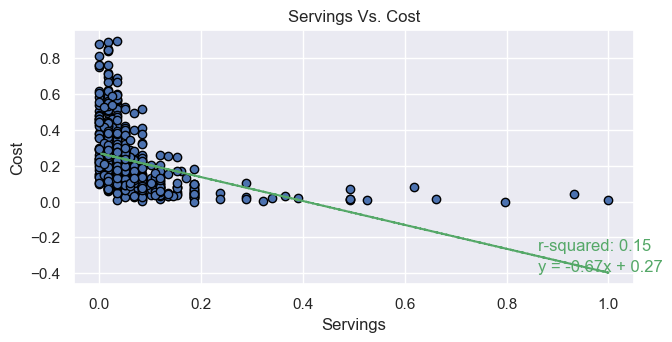 Servings Vs. Cost
Cost
0.8
0.6
0.4
0.2
0.0
−0.2
−0.4
r-squared: 0.15
y = -0.67x + 0.27
0.0 0.2 0.4 0.6 0.8 1.0
Servings